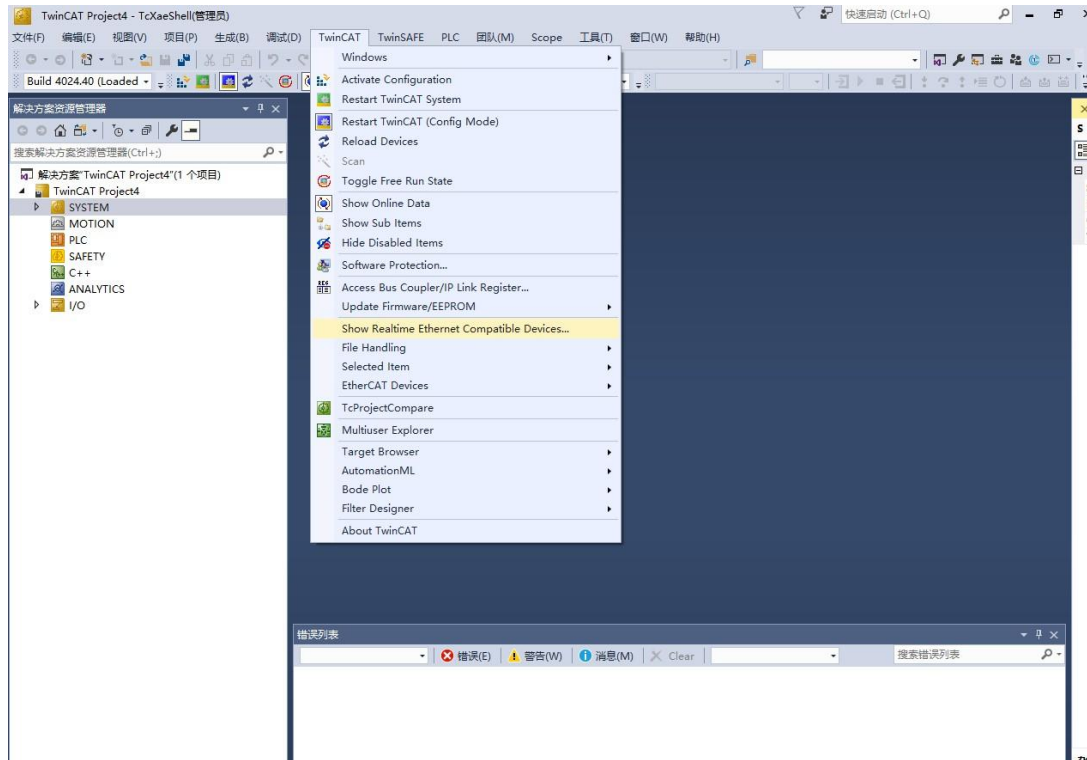 TwinCAT Project4 - TcXaeShell(管理员)
快速启动 (Ctrl+Q)
文件(F) 编辑(E) 视图(V) 项目(P) 生成(B) 调试(D) TwinCAT TwinSAFE PLC 团队(M) Scope 工具(T) 窗口(W) 帮助(H)
Build 4024.40 (Loaded
解决方案资源管理器
搜索解决方案资源管理器(Ctrl+;)
解决方案"TwinCAT Project4"(1 个项目)
TwinCAT Project4
SYSTEM
MOTION
PLC
SAFETY
C++
ANALYTICS
I/O
Windows
Activate Configuration
Restart TwinCAT System
Restart TwinCAT (Config Mode)
Reload Devices
Scan
Toggle Free Run State
Show Online Data
Show Sub Items
Hide Disabled Items
Software Protection...
Access Bus Coupler/IP Link Register...
Update Firmware/EEPROM
Show Realtime Ethernet Compatible Devices...
File Handling
Selected Item
EtherCAT Devices
TcProjectCompare
Multiuser Explorer
Target Browser
AutomationML
Bode Plot
Filter Designer
About TwinCAT
S
错误列表
错误(E) 警告(W) 消息(M) Clear
搜索错误列表